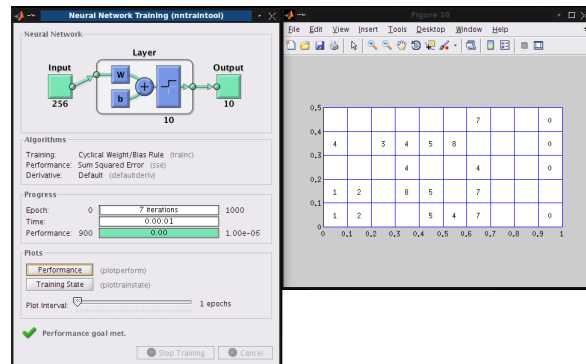 Neural Network Training (nntraintool)
Neural Network
Layer
Input
Output
W
b
+
256
10
10
Algorithms
Training: Cyclical Weight/Bias Rule (trainc)
Performance: Sum Squared Error (sse)
Derivative: Default (defaultderiv)
Progress
Epoch: 0 7 iterations 1000
Time: 0:00:01
Performance: 900 0.00 1.00e-06
Plots
Performance (plotperform)
Training State (plottrainstate)
Plot Interval: 1 epochs
Performance goal met.
Stop Training Cancel
Figure 10
File Edit View Insert Tools Desktop Window Help
0.5
7 0
0.4
4 3 4 5 8 0
0.3
4 4 0
0.2
1 2 8 5 7
0.1
1 2 5 4 7 0
0
0 0.1 0.2 0.3 0.4 0.5 0.6 0.7 0.8 0.9 1